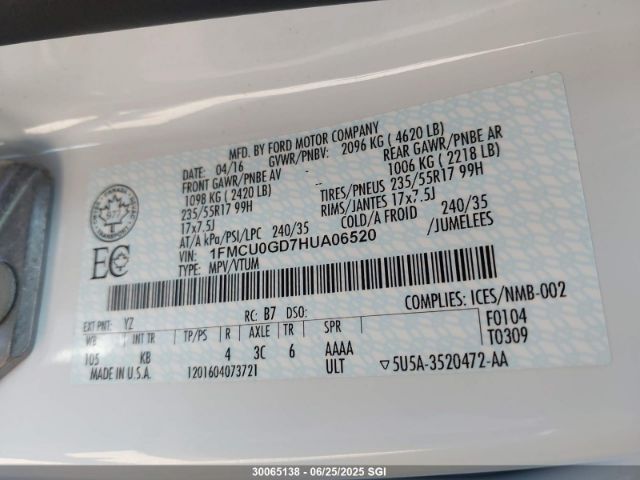 MFD. BY FORD MOTOR COMPANY
DATE: 04/16 GVWR/PNBV: 2096 KG ( 4620 LB)
FRONT GAWR/PNBE AV REAR GAWR/PNBE AR
1098 KG ( 2420 LB) 1006 KG ( 2218 LB)
235/55R17 99H TIRES/PNEUS 235/55R17 99H
17x7.5J RIMS/JANTES 17x7.5J
AT/A kPa/PSI/LPC 240/35 COLD/A FROID 240/35
VIN: 1FMCU0GD7HUA06520 /JUMELEES
TYPE: MPV/VTUM
EC
COMPLIES: ICES/NMB-002
EXT PNT: YZ RC: B7 DSO: F0104
WB INT TR TP/PS R AXLE TR SPR T0309
105 KB 4 3C 6 AAAA
MADE IN U.S.A. 1201604073721 ULT ▽5U5A-3520472-AA
30065138 - 06/25/2025 SGI